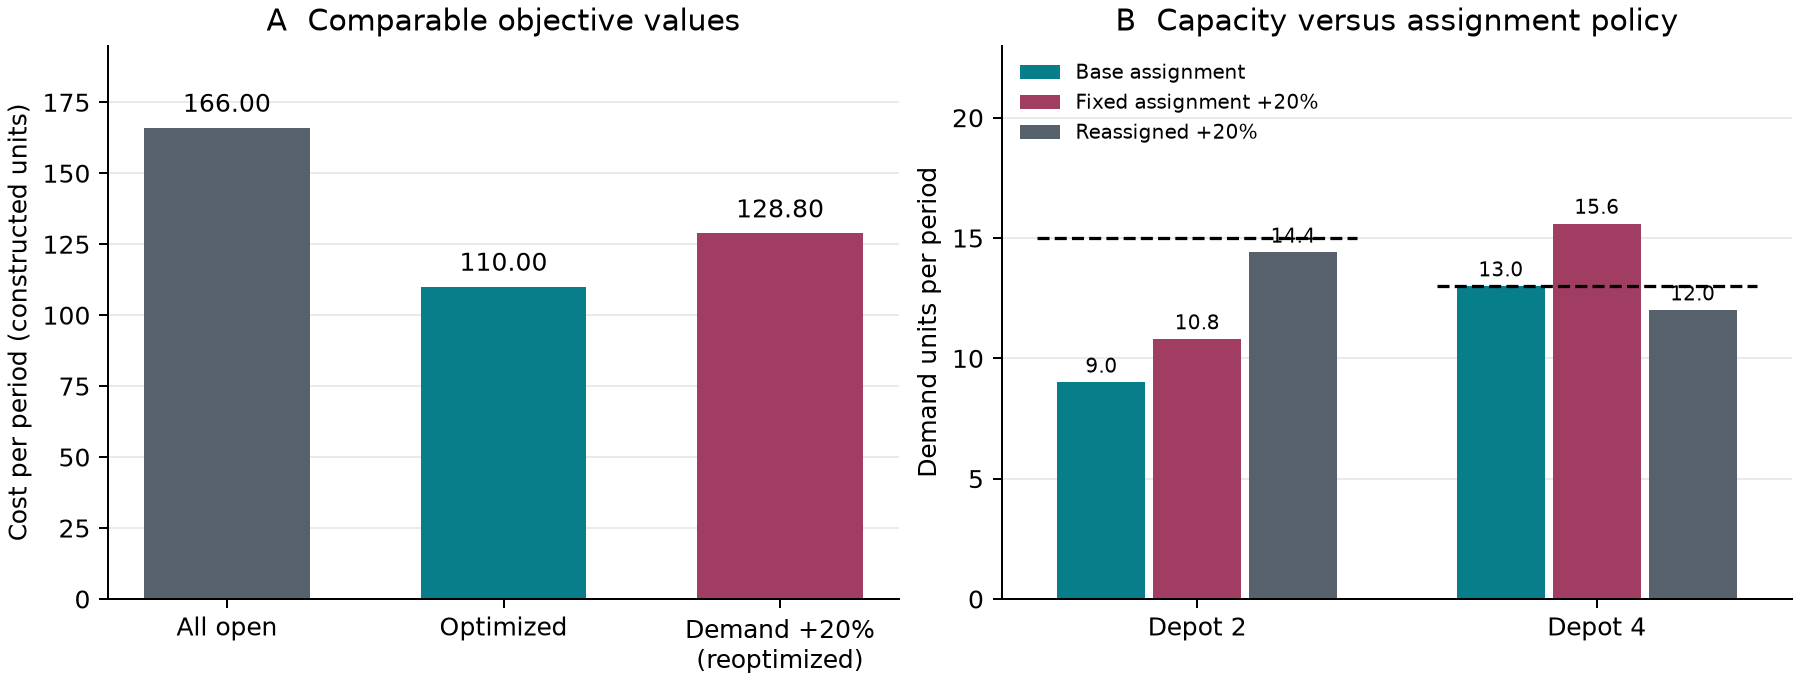 A  Comparable objective values
Cost per period (constructed units)
175
150
125
100
75
50
25
0
166.00
110.00
128.80
All open
Optimized
Demand +20%
(reoptimized)
B  Capacity versus assignment policy
Demand units per period
20
15
10
5
0
Base assignment
Fixed assignment +20%
Reassigned +20%
9.0
10.8
14.4
13.0
15.6
12.0
Depot 2
Depot 4